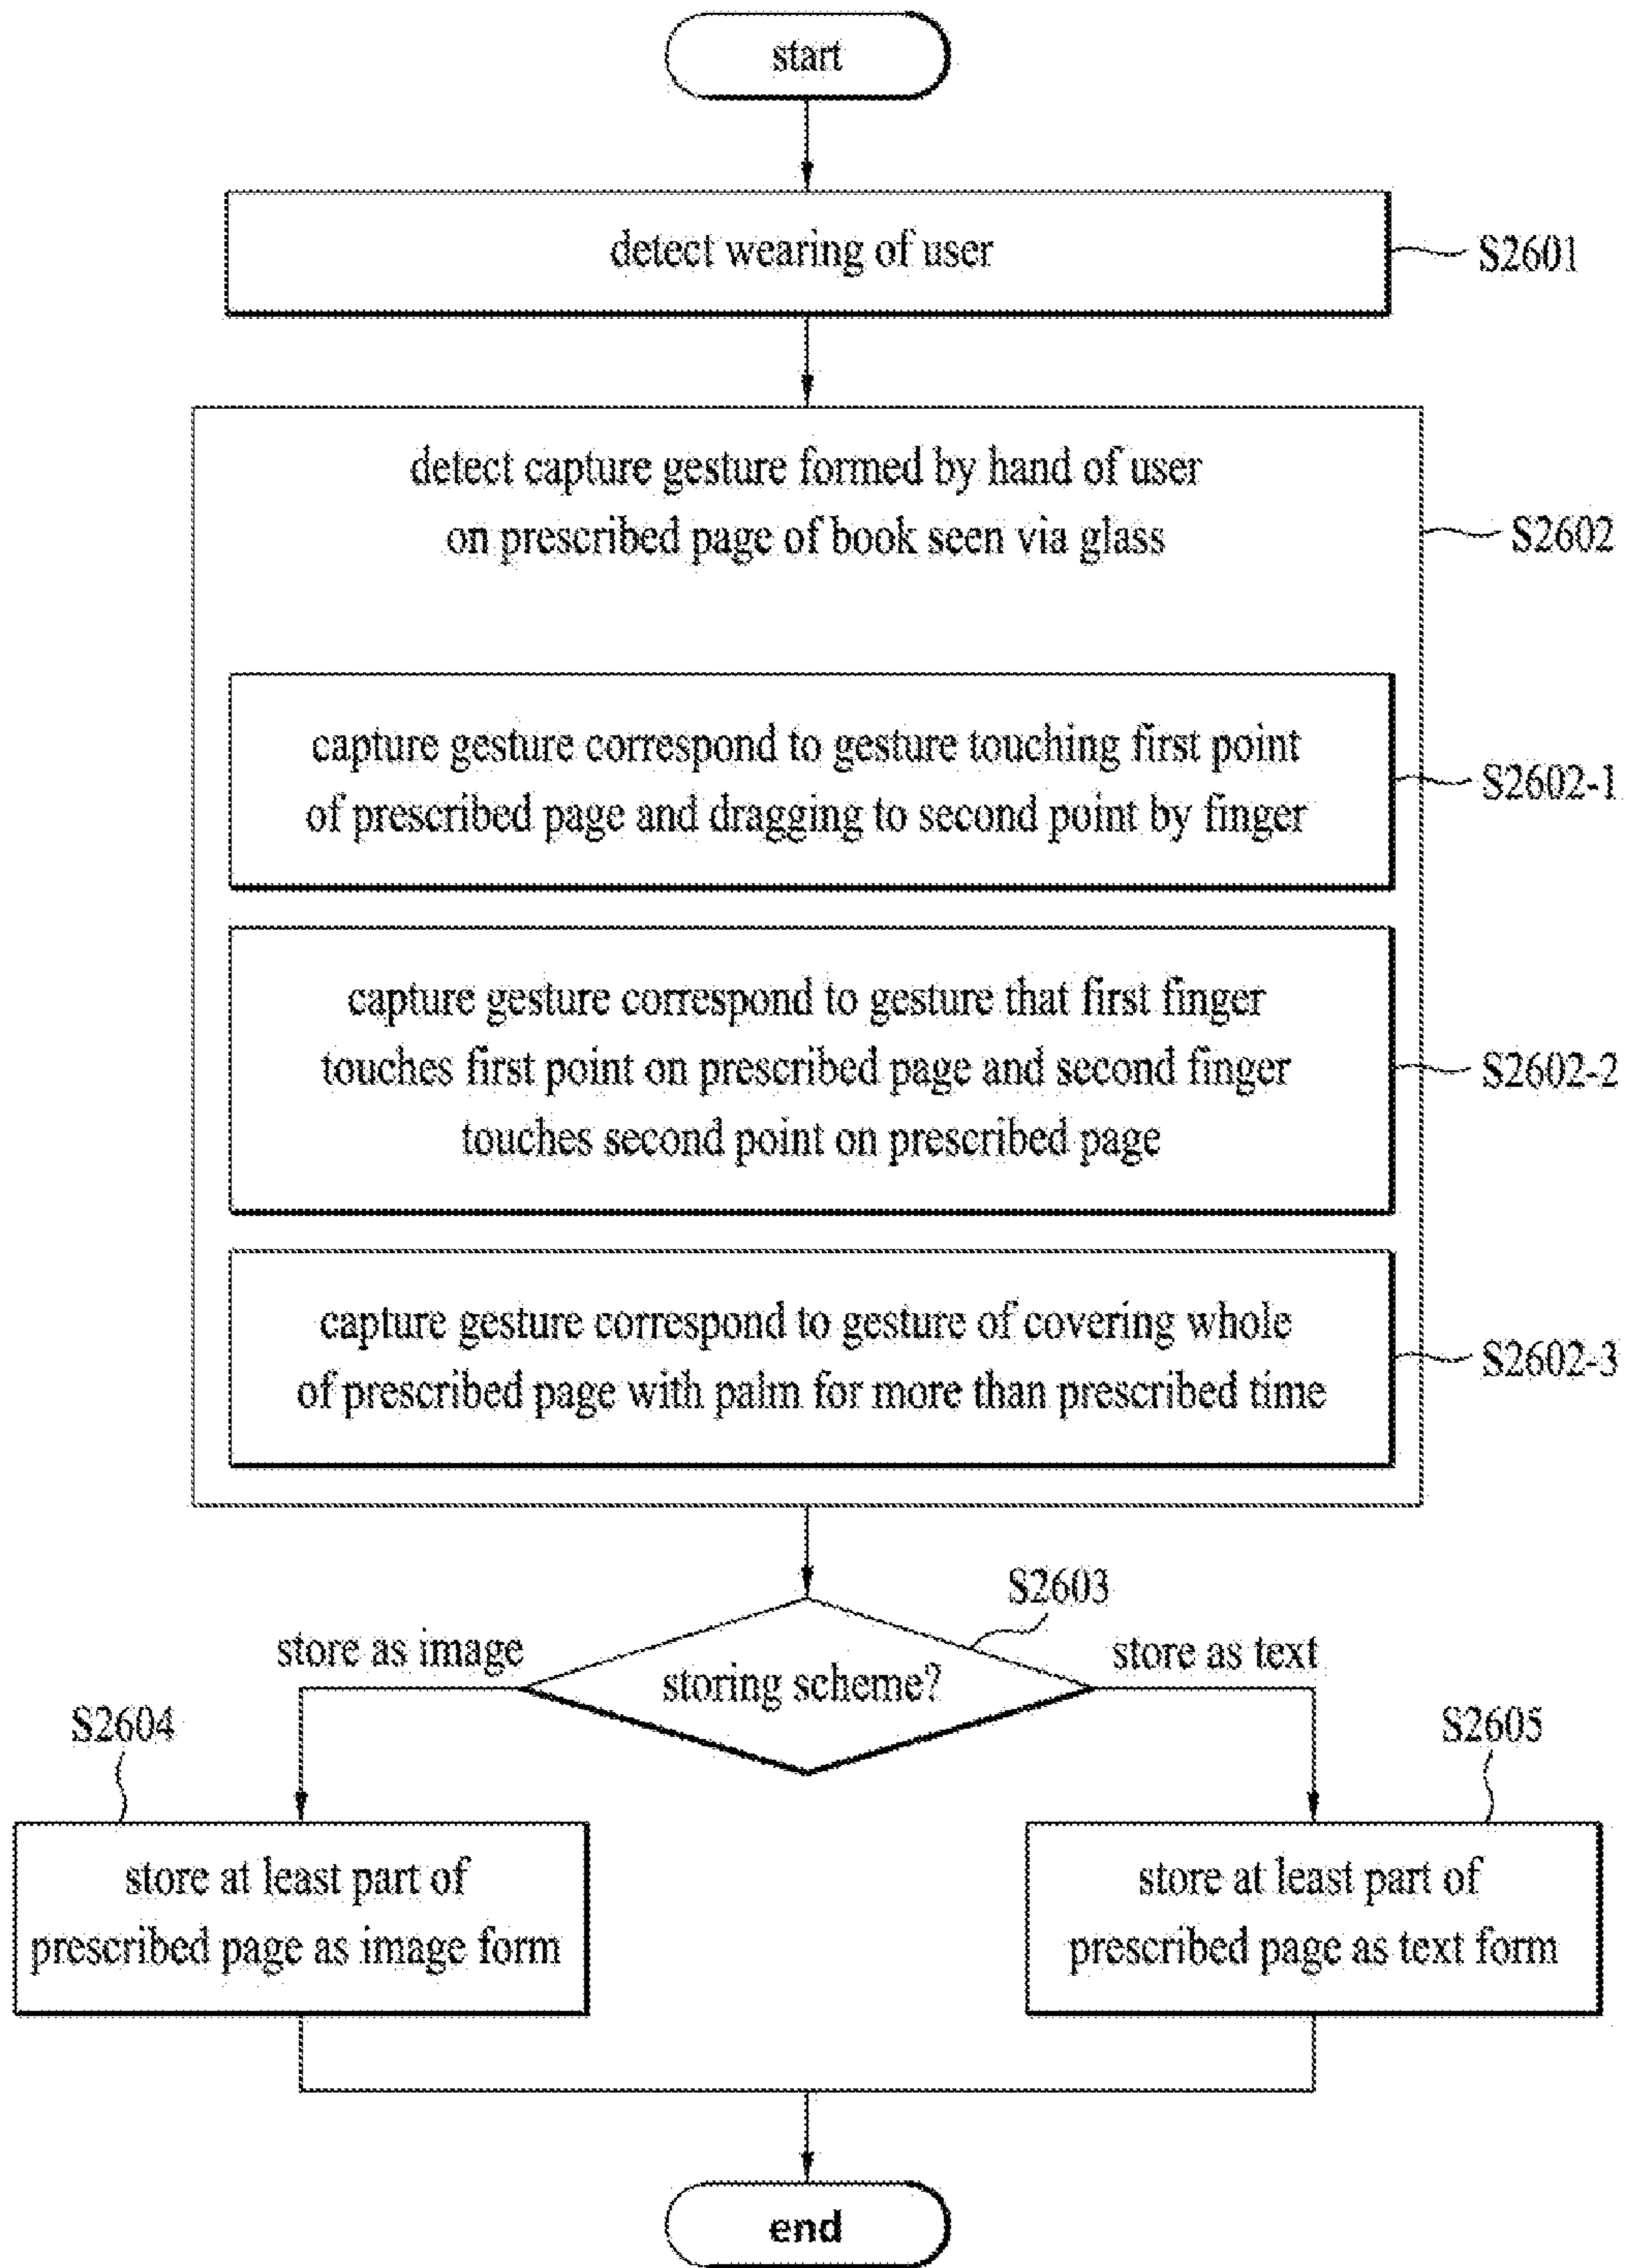 start
detect wearing of user
S2601
detect capture gesture formed by hand of user
on prescribed page of book seen via glass
S2602
capture gesture correspond to gesture touching first point
of prescribed page and dragging to second point by finger
S2602-1
capture gesture correspond to gesture that first finger
touches first point on prescribed page and second finger
touches second point on prescribed page
S2602-2
capture gesture correspond to gesture of covering whole
of prescribed page with palm for more than prescribed time
S2602-3
S2603
store as image
storing scheme?
store as text
S2604
S2605
store at least part of
prescribed page as image form
store at least part of
prescribed page as text form
end